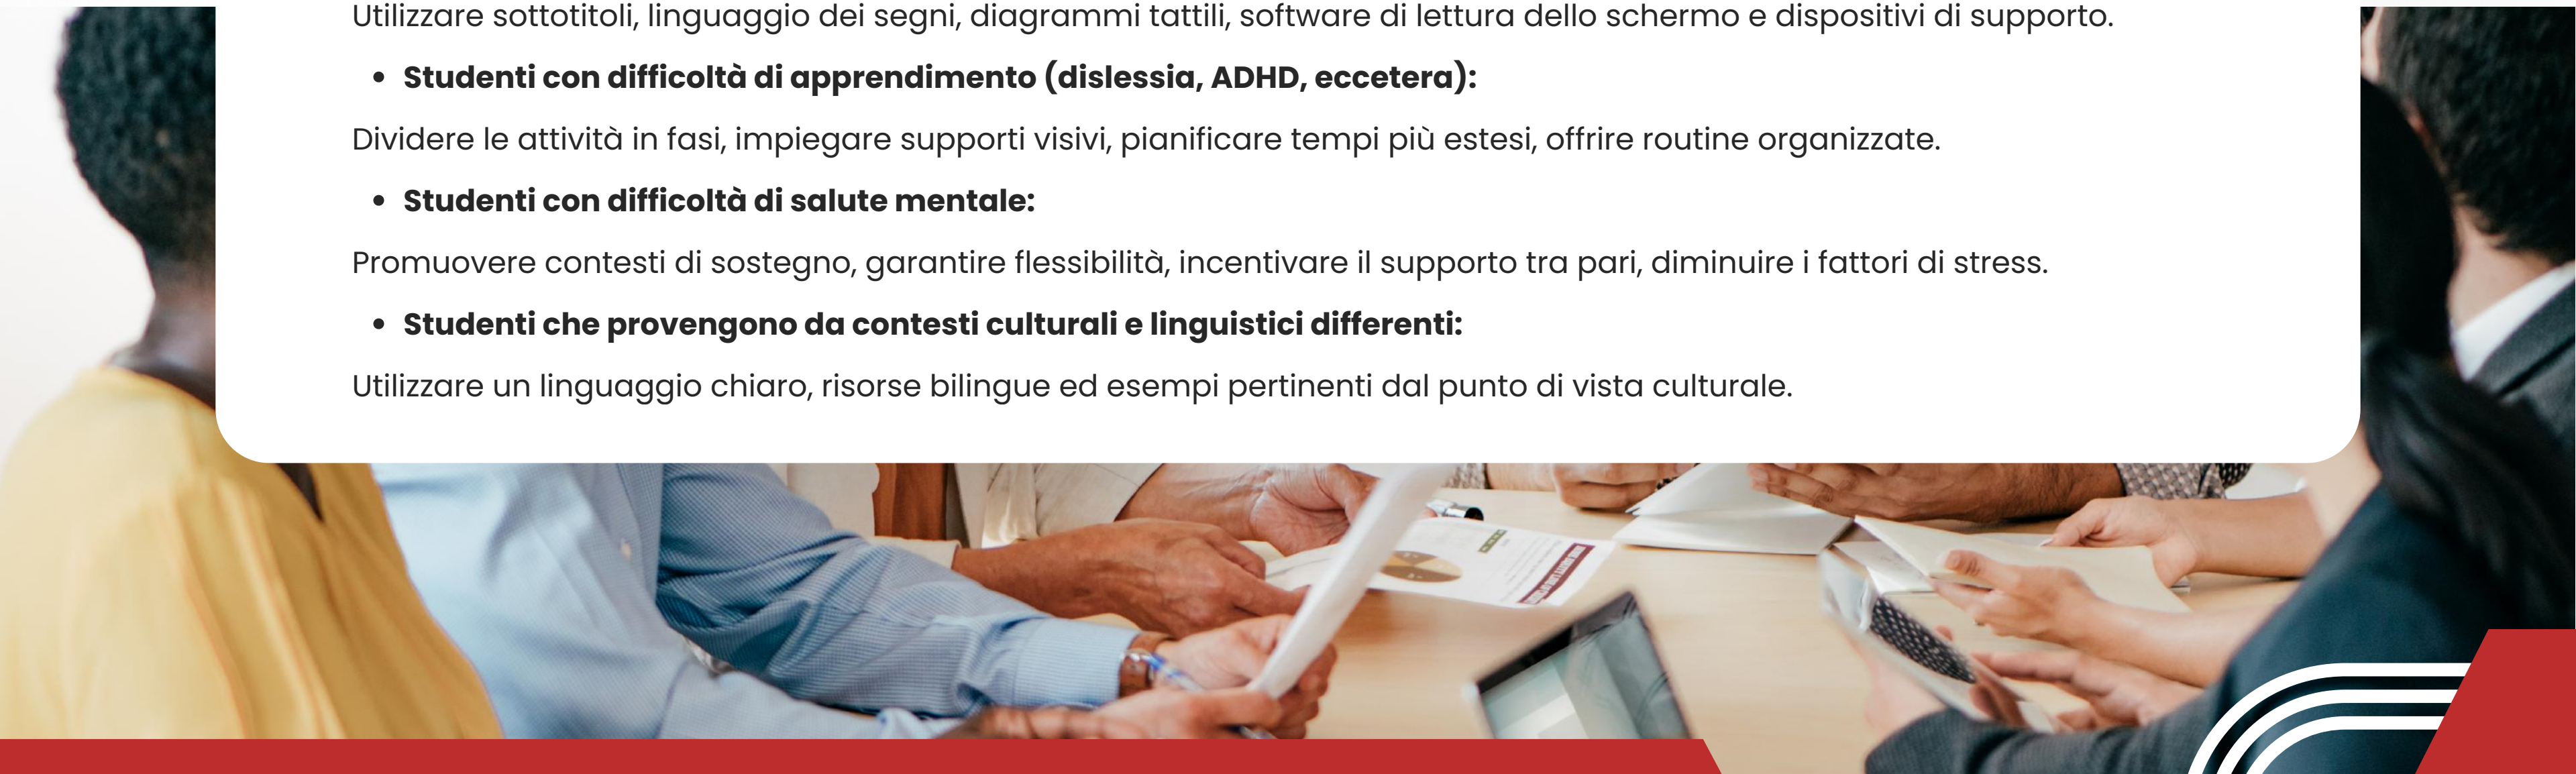 Utilizzare sottotitoli, linguaggio dei segni, diagrammi tattili, software di lettura dello schermo e dispositivi di supporto.
• Studenti con difficoltà di apprendimento (dislessia, ADHD, eccetera):
Dividere le attività in fasi, impiegare supporti visivi, pianificare tempi più estesi, offrire routine organizzate.
• Studenti con difficoltà di salute mentale:
Promuovere contesti di sostegno, garantire flessibilità, incentivare il supporto tra pari, diminuire i fattori di stress.
• Studenti che provengono da contesti culturali e linguistici differenti:
Utilizzare un linguaggio chiaro, risorse bilingue ed esempi pertinenti dal punto di vista culturale.